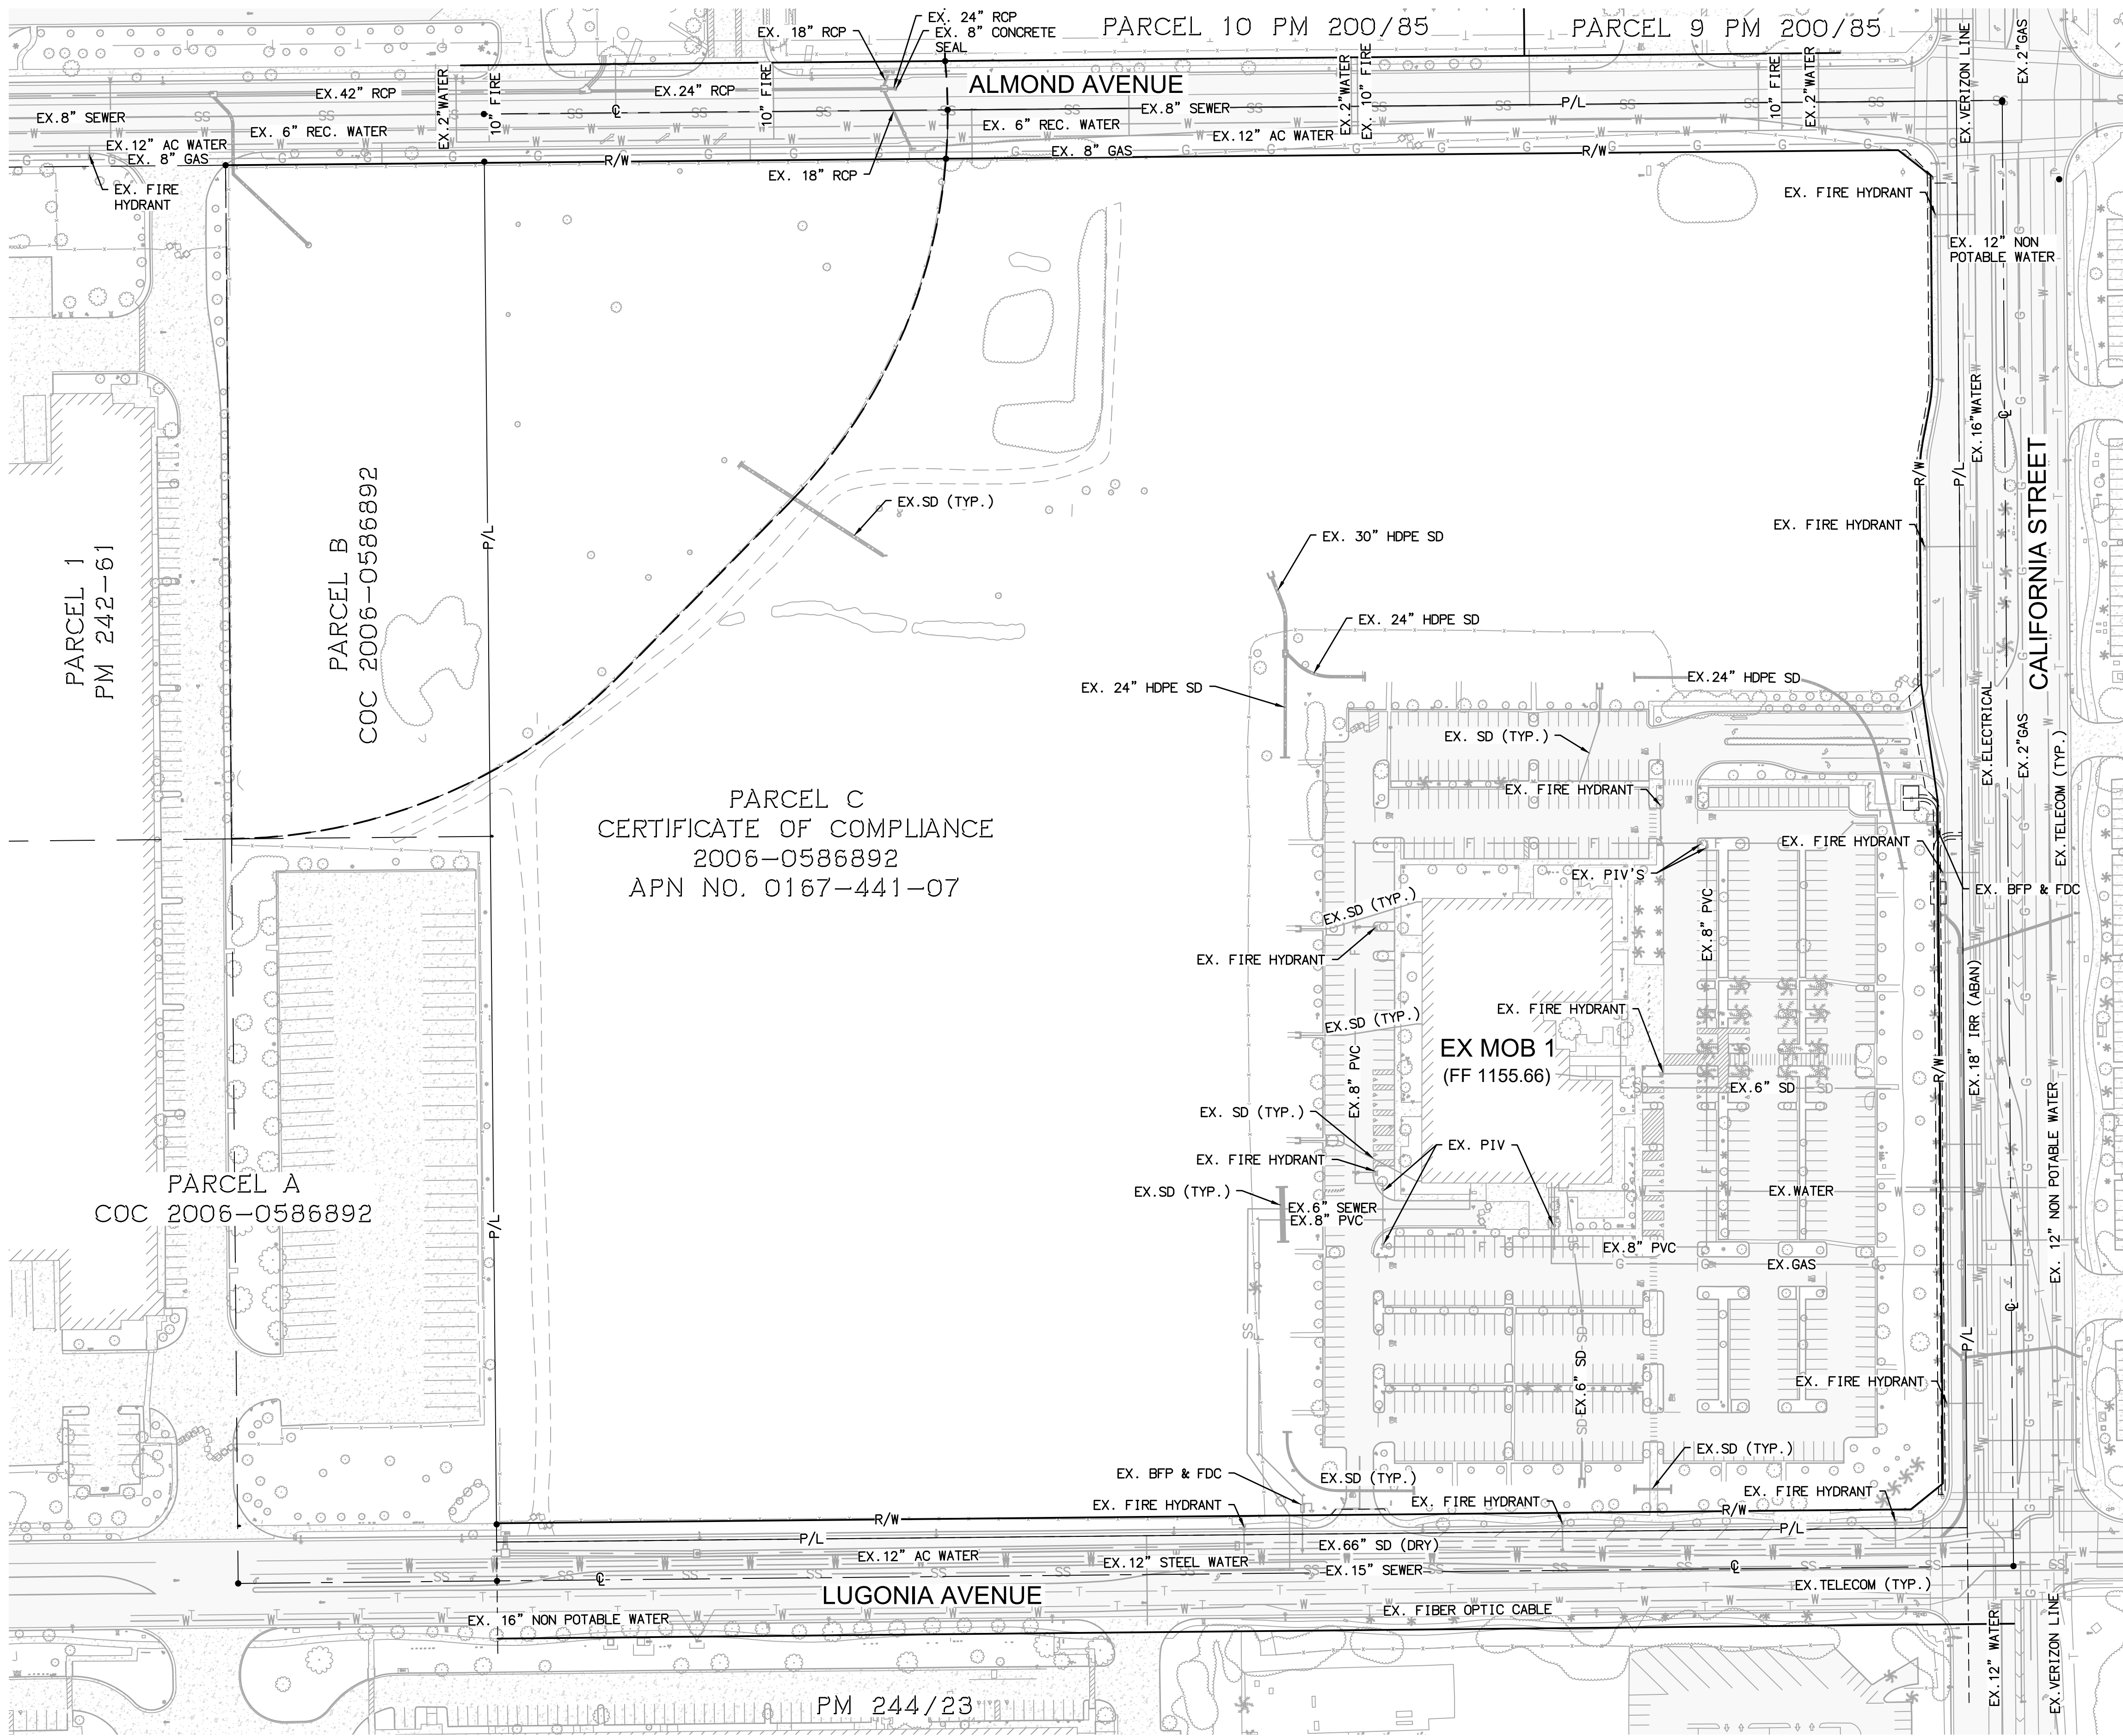 EX. 24" RCP
EX. 8" CONCRETE
SEAL
EX. 18" RCP
PARCEL 10 PM 200/85
PARCEL 9 PM 200/85
EX.VERIZON LINE
EX.2"GAS
EX.42" RCP
EX.2"WATER
10" FIRE
EX.24" RCP
10" FIRE
ALMOND AVENUE
EX.2"WATER
EX. 10" FIRE
10" FIRE
EX.2"WATER
EX.8" SEWER
EX.8" SEWER
P/L
EX. 6" REC. WATER
EX. 6" REC. WATER
EX.12" AC WATER
EX.12" AC WATER
EX. 8" GAS
R/W
EX. 8" GAS
R/W
EX. 18" RCP
EX. FIRE
HYDRANT
EX. FIRE HYDRANT
EX. 12" NON
POTABLE WATER
EX.16"WATER
CALIFORNIA STREET
R/W
P/L
PARCEL 1
PM 242-61
PARCEL B
COC 2006-0586892
P/L
EX.SD (TYP.)
EX. FIRE HYDRANT
EX. 30" HDPE SD
EX. 24" HDPE SD
EX. 24" HDPE SD
EX.24" HDPE SD
EX. SD (TYP.)
EX.ELECTRICAL
EX.2"GAS
EX.TELECOM (TYP.)
EX. FIRE HYDRANT
PARCEL C
CERTIFICATE OF COMPLIANCE
2006-0586892
APN NO. 0167-441-07
EX. FIRE HYDRANT
EX. PIV'S
EX. BFP & FDC
EX.SD (TYP.)
EX.8" PVC
EX. FIRE HYDRANT
EX. FIRE HYDRANT
EX.SD (TYP.)
EX.18" IRR (ABAN)
EX MOB 1
(FF 1155.66)
EX.8" PVC
EX.6" SD
R/W
EX. SD (TYP.)
EX. PIV
EX. FIRE HYDRANT
PARCEL A
COC 2006-0586892
P/L
EX.SD (TYP.)
EX.6" SEWER
EX.8" PVC
EX.WATER
EX.8" PVC
EX.GAS
EX. 12" NON POTABLE WATER
P/L
EX.6" SD
EX. FIRE HYDRANT
EX.SD (TYP.)
EX. BFP & FDC
EX.SD (TYP.)
EX. FIRE HYDRANT
EX. FIRE HYDRANT
EX. FIRE HYDRANT
R/W
R/W
P/L
P/L
EX.66" SD (DRY)
EX.12" AC WATER
EX.12" STEEL WATER
EX.15" SEWER
LUGONIA AVENUE
EX.TELECOM (TYP.)
EX. 16" NON POTABLE WATER
EX. FIBER OPTIC CABLE
EX.12" WATER
EX.VERIZON LINE
PM 244/23